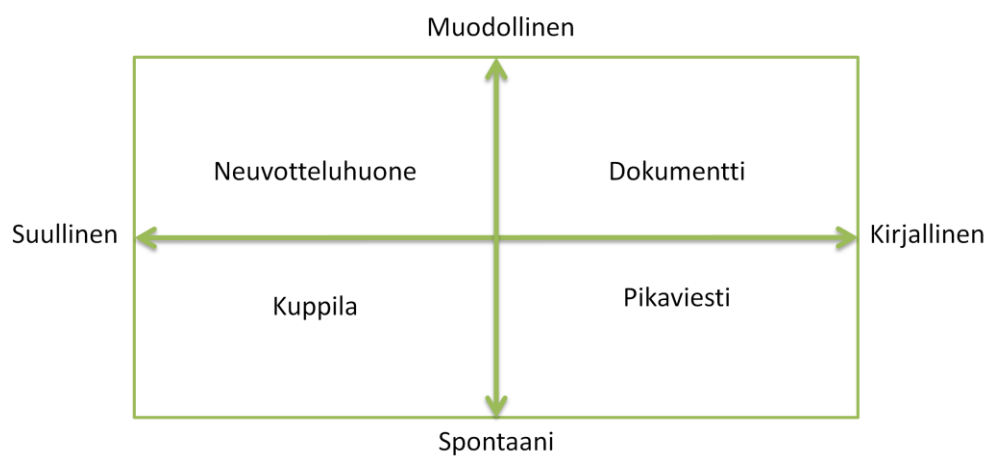 Muodollinen
Neuvotteluhuone
Dokumentti
Suullinen
Kirjallinen
Kuppila
Pikaviesti
Spontaani